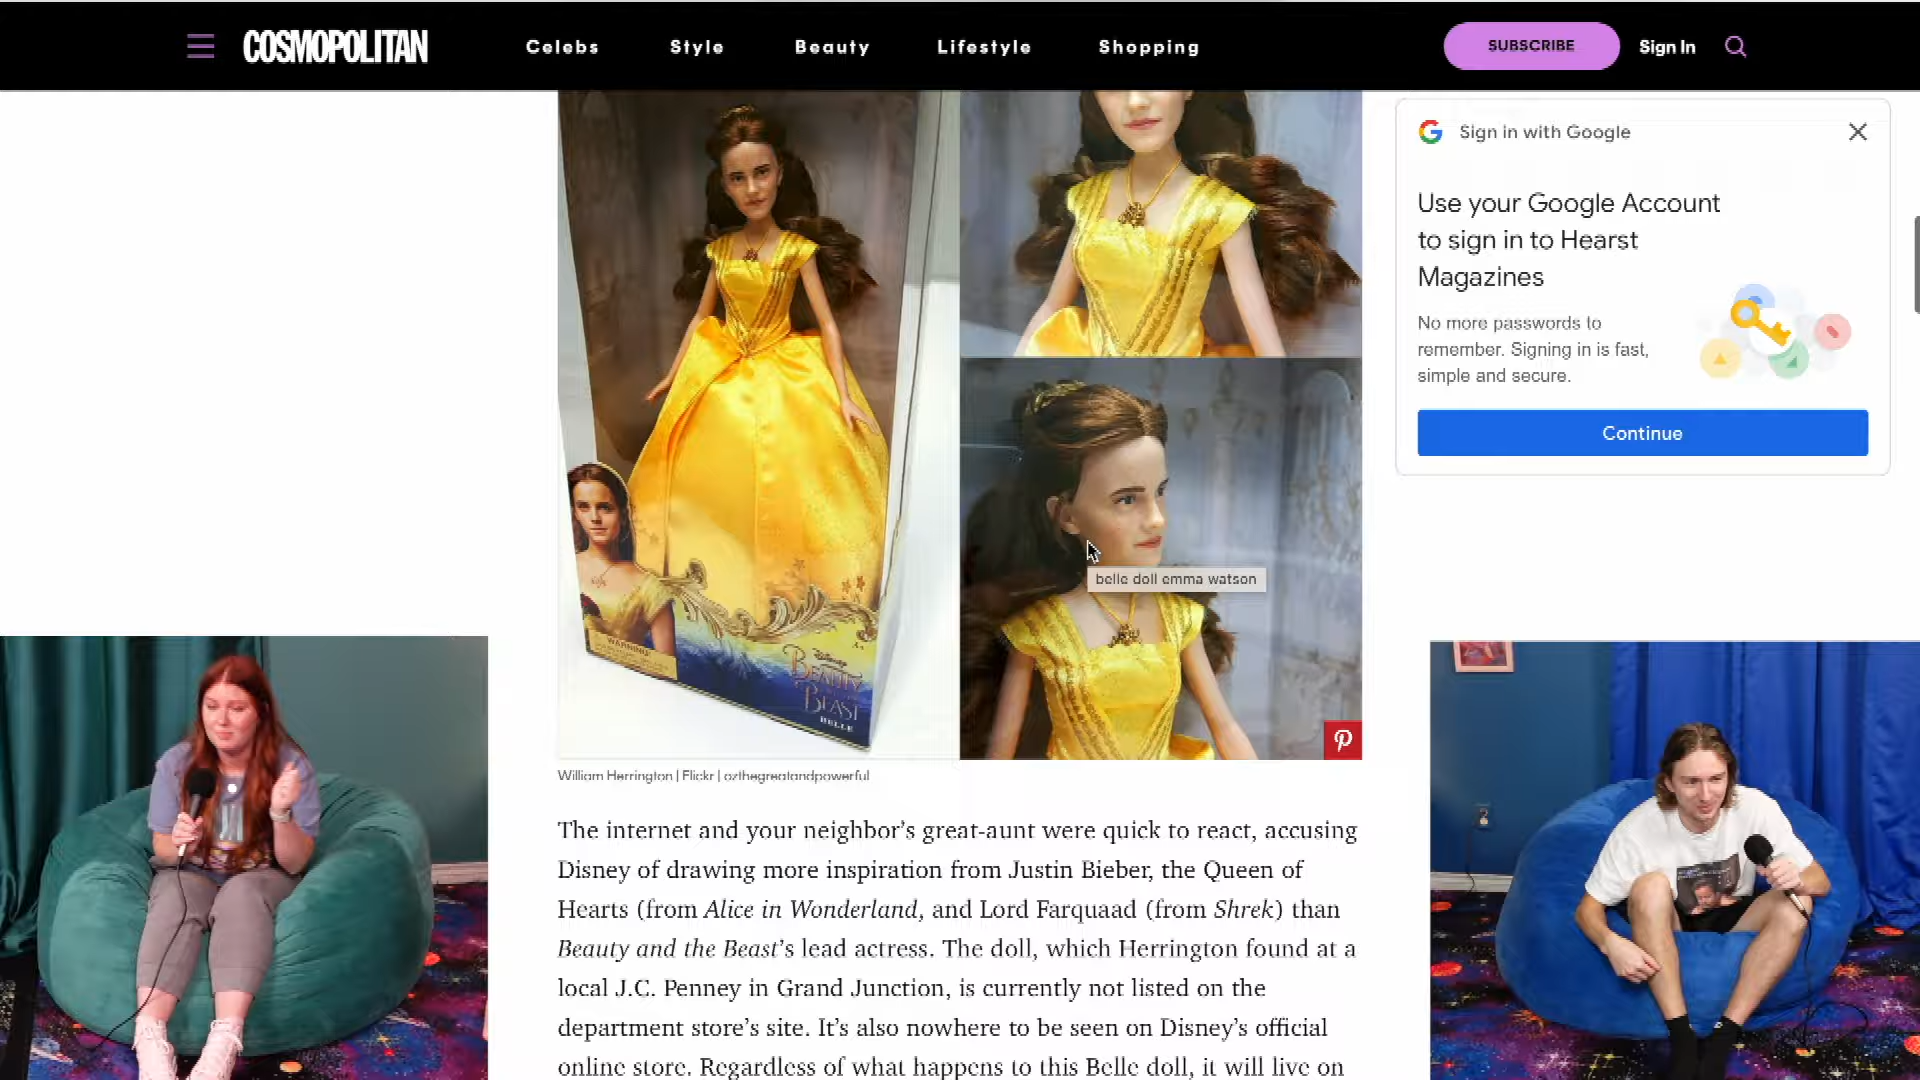 COSMOPOLITAN
Celebs
Style
Beauty
Lifestyle
Shopping
SUBSCRIBE
Sign In
Sign in with Google
Use your Google Account
to sign in to Hearst
Magazines
No more passwords to
remember. Signing in is fast,
simple and secure.
Continue
belle doll emma watson
WARNING:
Disney
BEAUTY
BEAST
BELLE
William Herrington | Flickr | ozthegreatandpowerful
The internet and your neighbor's great-aunt were quick to react, accusing
Disney of drawing more inspiration from Justin Bieber, the Queen of
Hearts (from Alice in Wonderland, and Lord Farquaad (from Shrek) than
Beauty and the Beast's lead actress. The doll, which Herrington found at a
local J.C. Penney in Grand Junction, is currently not listed on the
department store's site. It's also nowhere to be seen on Disney's official
online store. Regardless of what happens to this Belle doll, it will live on